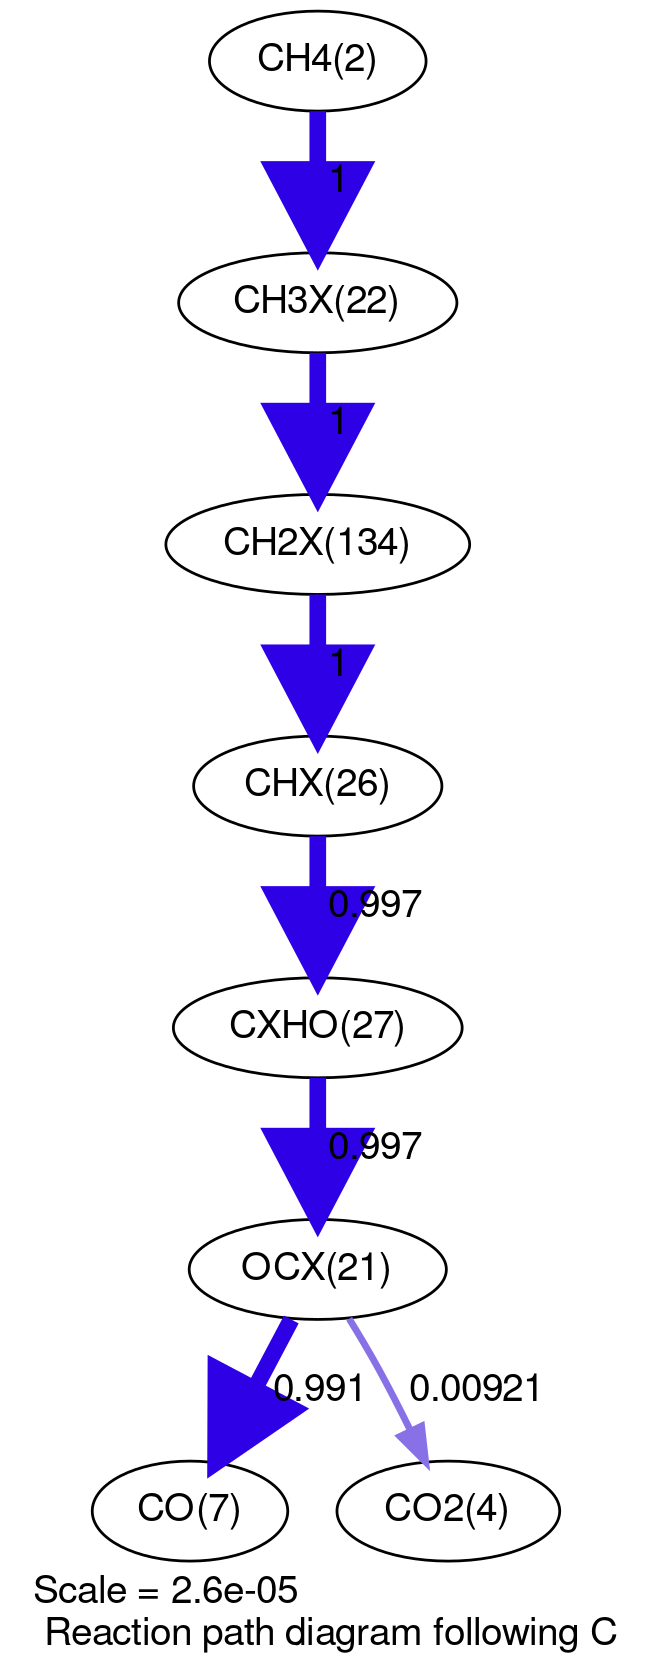 CH4(2)
1
CH3X(22)
1
CH2X(134)
1
CHX(26)
0.997
CXHO(27)
0.997
OCX(21)
0.991
0.00921
CO(7)
CO2(4)
Scale = 2.6e-05
Reaction path diagram following C